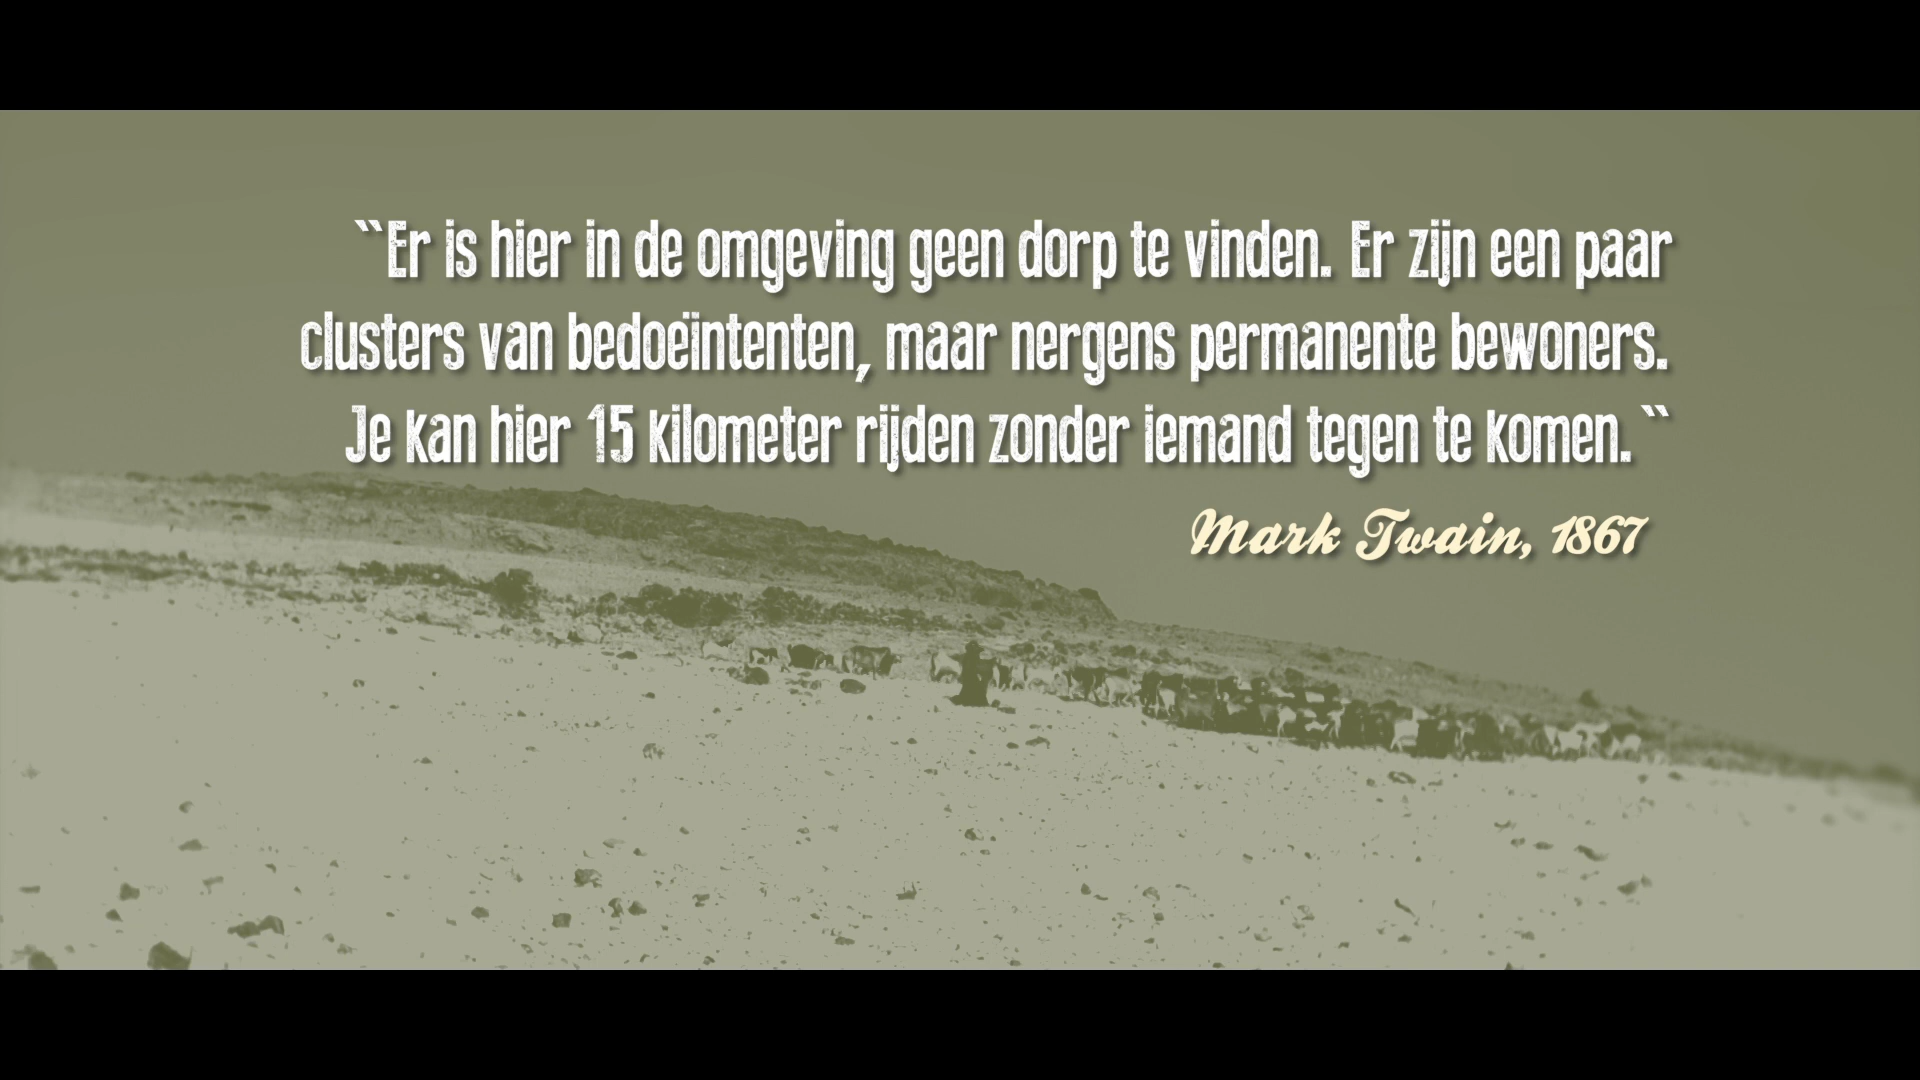 ``Er is hier in de omgeving geen dorp te vinden. Er zijn een paar
clusters van bedoeïntenten, maar nergens permanente bewoners.
Je kan hier 15 kilometer rijden zonder iemand tegen te komen.``
Mark Twain, 1867